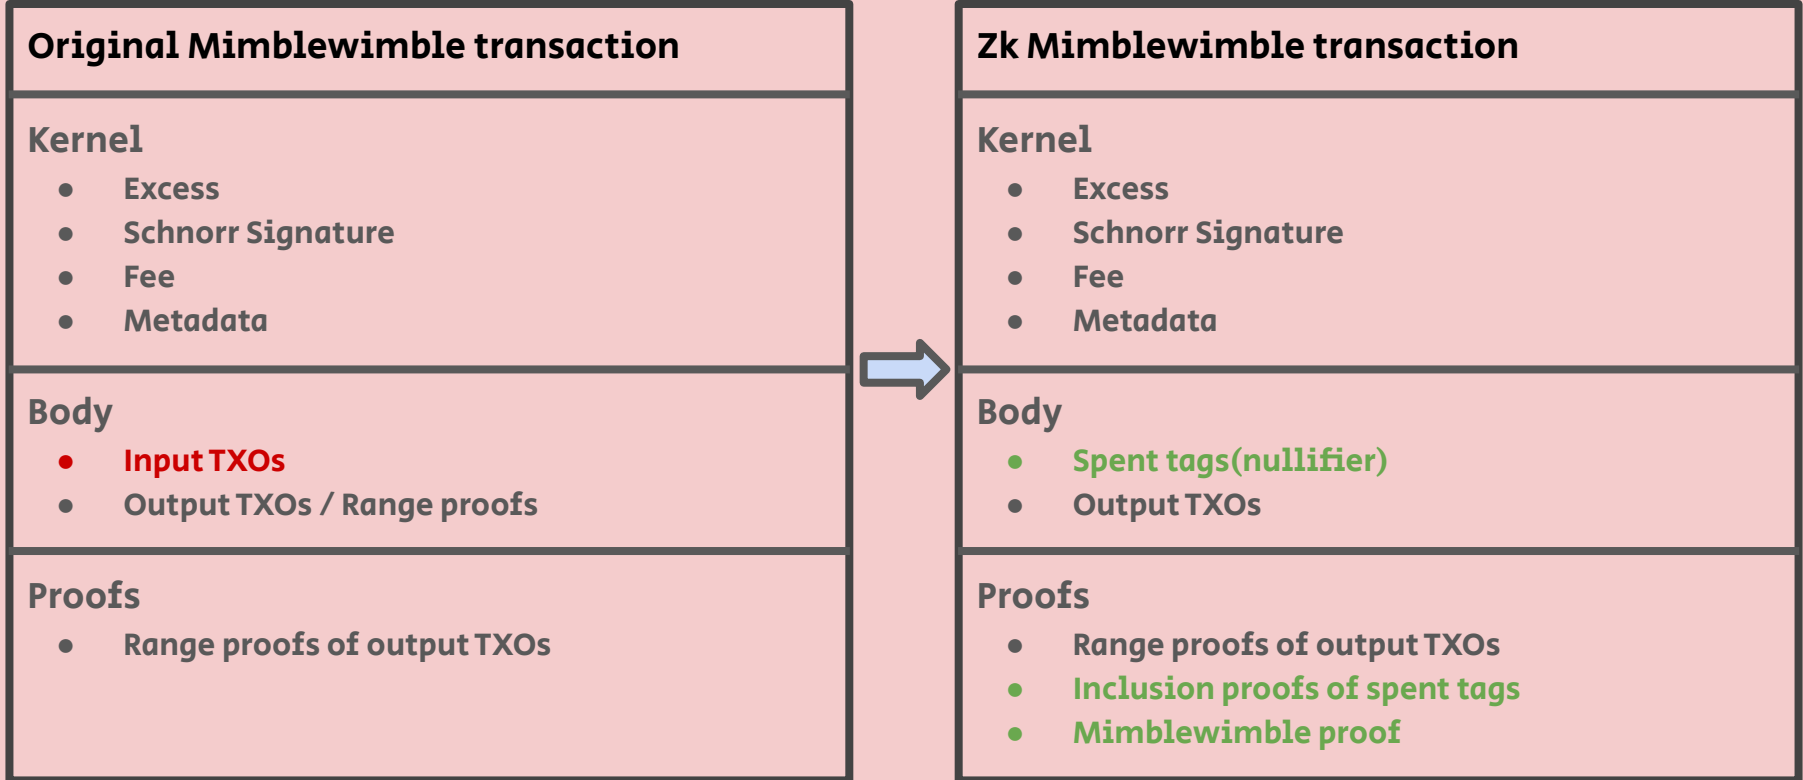 Original Mimblewimble transaction
Kernel
● Excess
● Schnorr Signature
● Fee
● Metadata
Body
● Input TXOs
● Output TXOs / Range proofs
Proofs
● Range proofs of output TXOs
Zk Mimblewimble transaction
Kernel
● Excess
● Schnorr Signature
● Fee
● Metadata
Body
● Spent tags(nullifier)
● Output TXOs
Proofs
● Range proofs of output TXOs
● Inclusion proofs of spent tags
● Mimblewimble proof